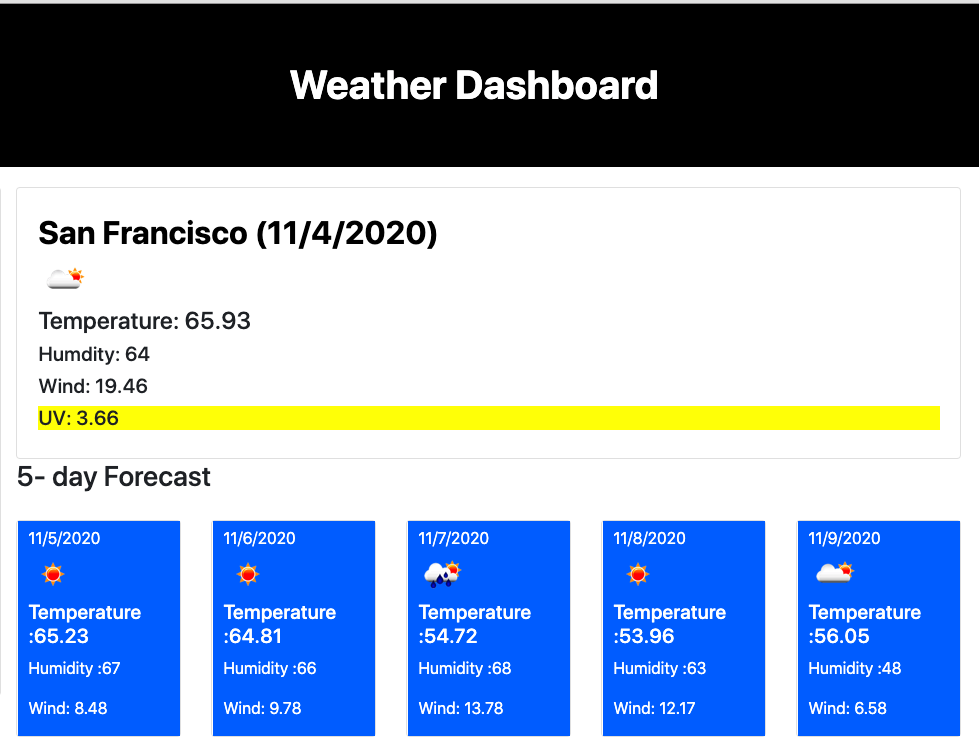 Weather Dashboard
San Francisco (11/4/2020)
Temperature: 65.93
Humdity: 64
Wind: 19.46
UV: 3.66
5- day Forecast
11/5/2020
Temperature
:65.23
Humidity :67
Wind: 8.48
11/6/2020
Temperature
:64.81
Humidity :66
Wind: 9.78
11/7/2020
Temperature
:54.72
Humidity :68
Wind: 13.78
11/8/2020
Temperature
:53.96
Humidity :63
Wind: 12.17
11/9/2020
Temperature
:56.05
Humidity :48
Wind: 6.58